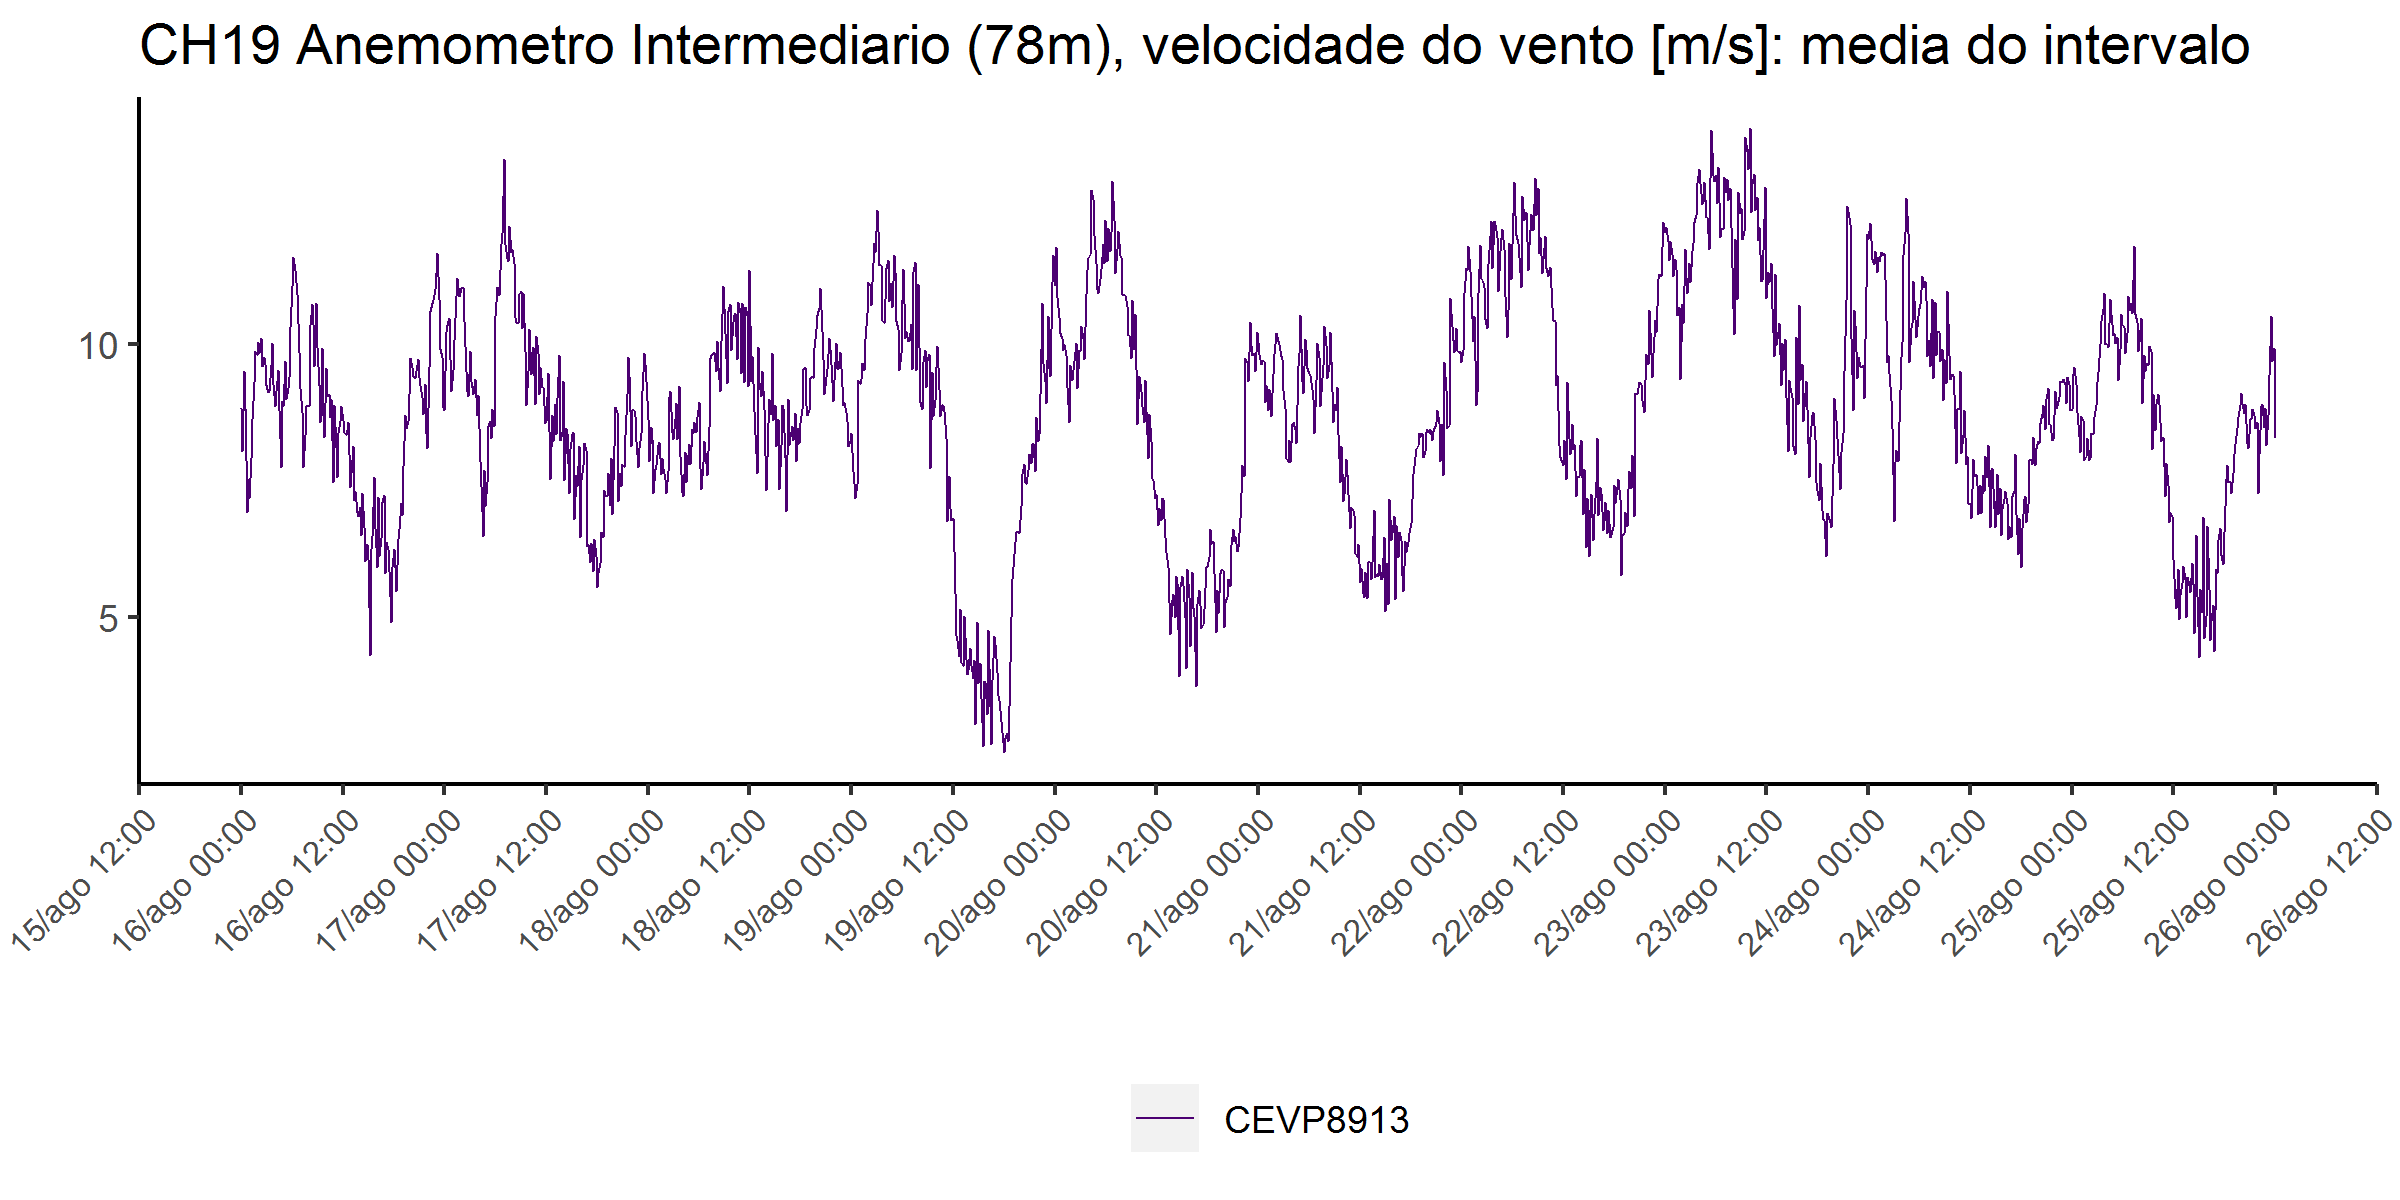 CH19 Anemometro Intermediario (78m), velocidade do vento [m/s]: media do intervalo
10
5
15/ago 12:00
16/ago 00:00
16/ago 12:00
17/ago 00:00
17/ago 12:00
18/ago 00:00
18/ago 12:00
19/ago 00:00
19/ago 12:00
20/ago 00:00
20/ago 12:00
21/ago 00:00
21/ago 12:00
22/ago 00:00
22/ago 12:00
23/ago 00:00
23/ago 12:00
24/ago 00:00
24/ago 12:00
25/ago 00:00
25/ago 12:00
26/ago 00:00
26/ago 12:00
CEVP8913